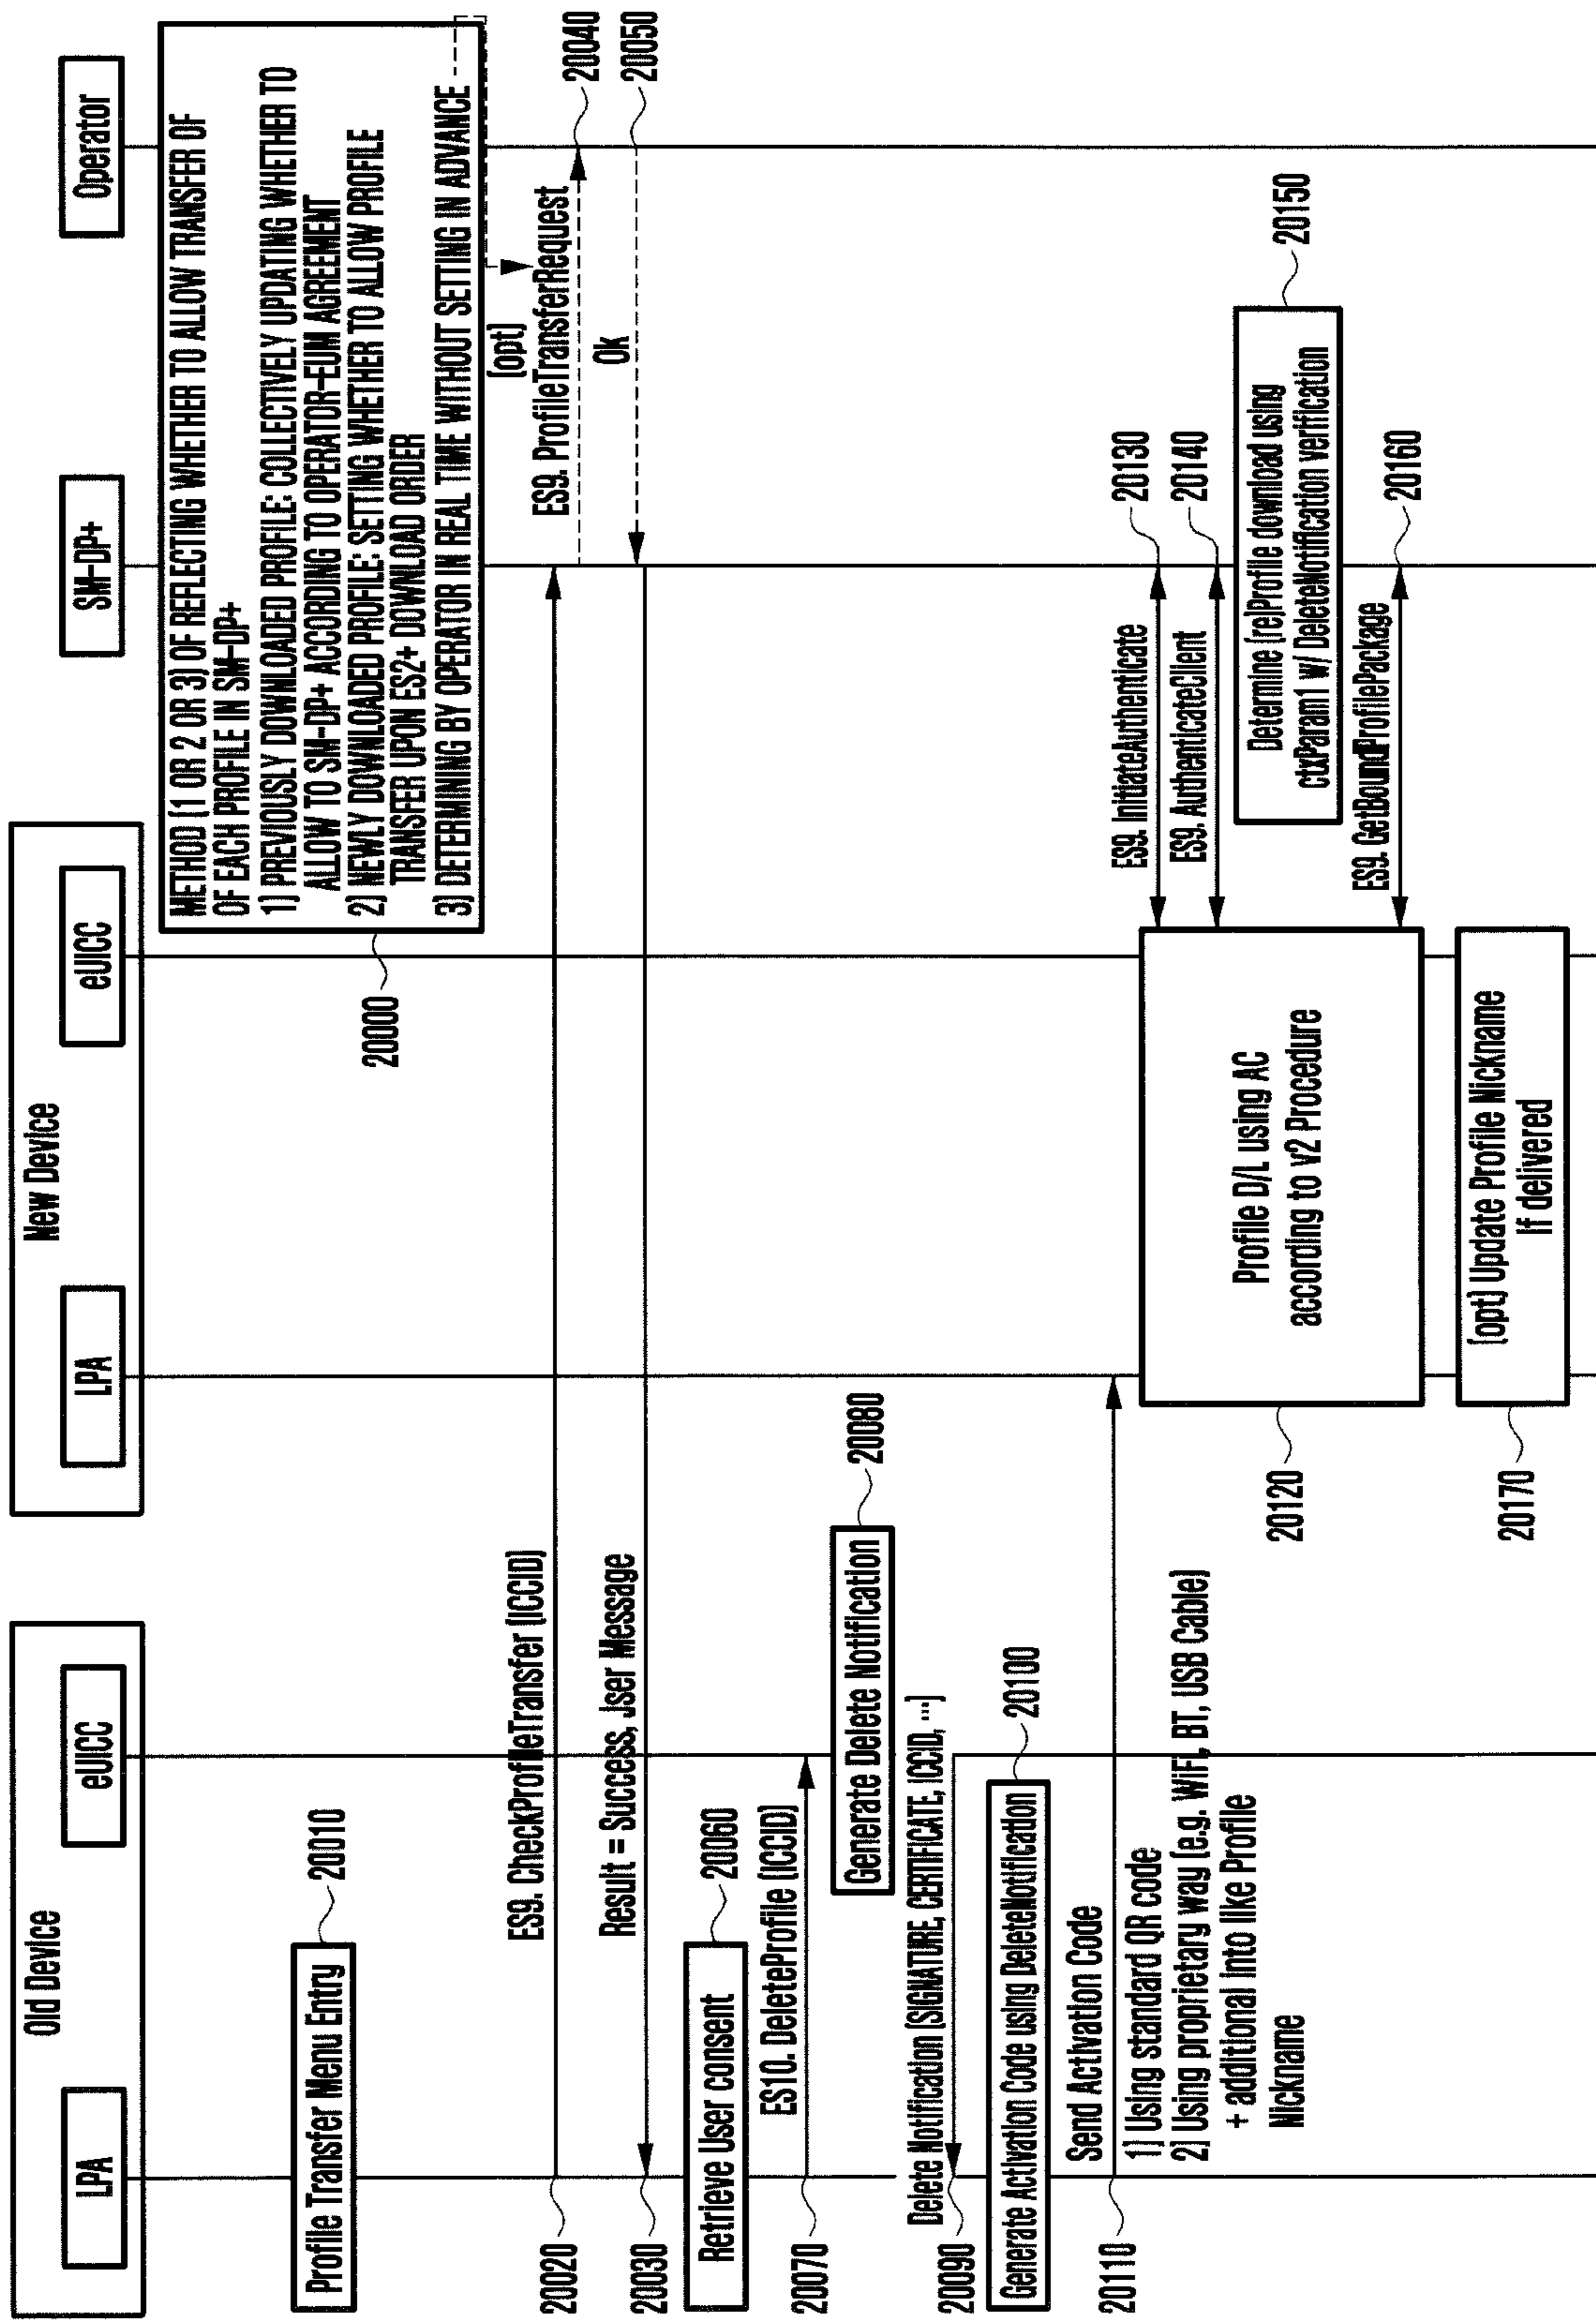 Old Device
LPA
eUICC
New Device
LPA
eUICC
SM-DP+
Operator
METHOD (1 OR 2 OR 3) OF REFLECTING WHETHER TO ALLOW TRANSFER OF
OF EACH PROFILE IN SM-DP+
1) PREVIOUSLY DOWNLOADED PROFILE: COLLECTIVELY UPDATING WHETHER TO
ALLOW TO SM-DP+ ACCORDING TO OPERATOR-EUM AGREEMENT
2) NEWLY DOWNLOADED PROFILE: SETTING WHETHER TO ALLOW PROFILE
TRANSFER UPON ES2+ DOWNLOAD ORDER
3) DETERMINING BY OPERATOR IN REAL TIME WITHOUT SETTING IN ADVANCE
20000
Profile Transfer Menu Entry
20010
ES9. CheckProfileTransfer (ICCID)
20020
(opt)
ES9. ProfileTransferRequest
20040
Ok
20050
Result = Success, Jser Message
20030
Retrieve User consent
20060
ES10. DeleteProfile (ICCID)
20070
Generate Delete Notification
20080
Delete Notification (SIGNATURE, CERTIFICATE, ICCID, ...)
20090
Generate Activation Code using DeleteNotification
20100
Send Activation Code
20110
1) Using standard QR code
2) Using proprietary way (e.g. WiFi, BT, USB Cable)
+ additional into like Profile
Nickname
Profile D/L using AC
according to v2 Procedure
20120
ES9. InitiateAuthenticate
20130
ES9. AuthenticateClient
20140
Determine (re)Profile download using
ctxParam1 w/ DeleteNotification verification
20150
ES9. GetBoundProfilePackage
20160
(opt) Update Profile Nickname
If delivered
20170